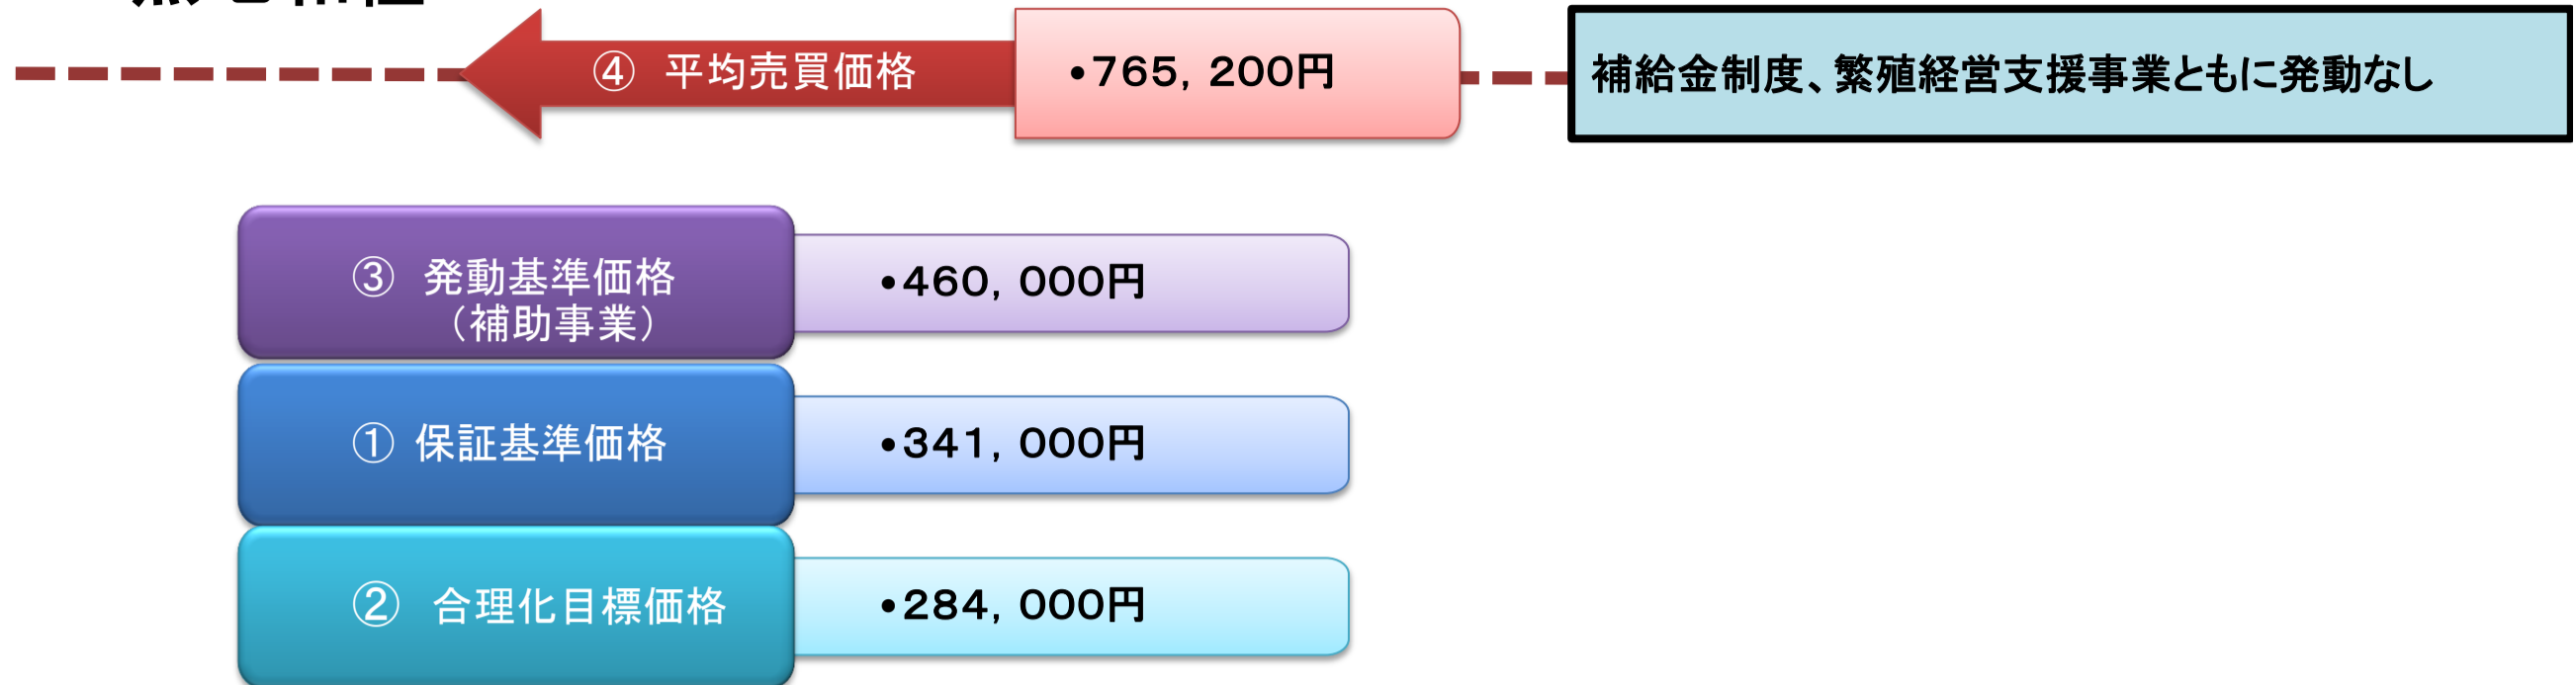 ④　平均売買価格
•765，200円
補給金制度、繁殖経営支援事業ともに発動なし
③　発動基準価格
（補助事業）
•460，000円
① 保証基準価格
•341，000円
②　合理化目標価格
•284，000円